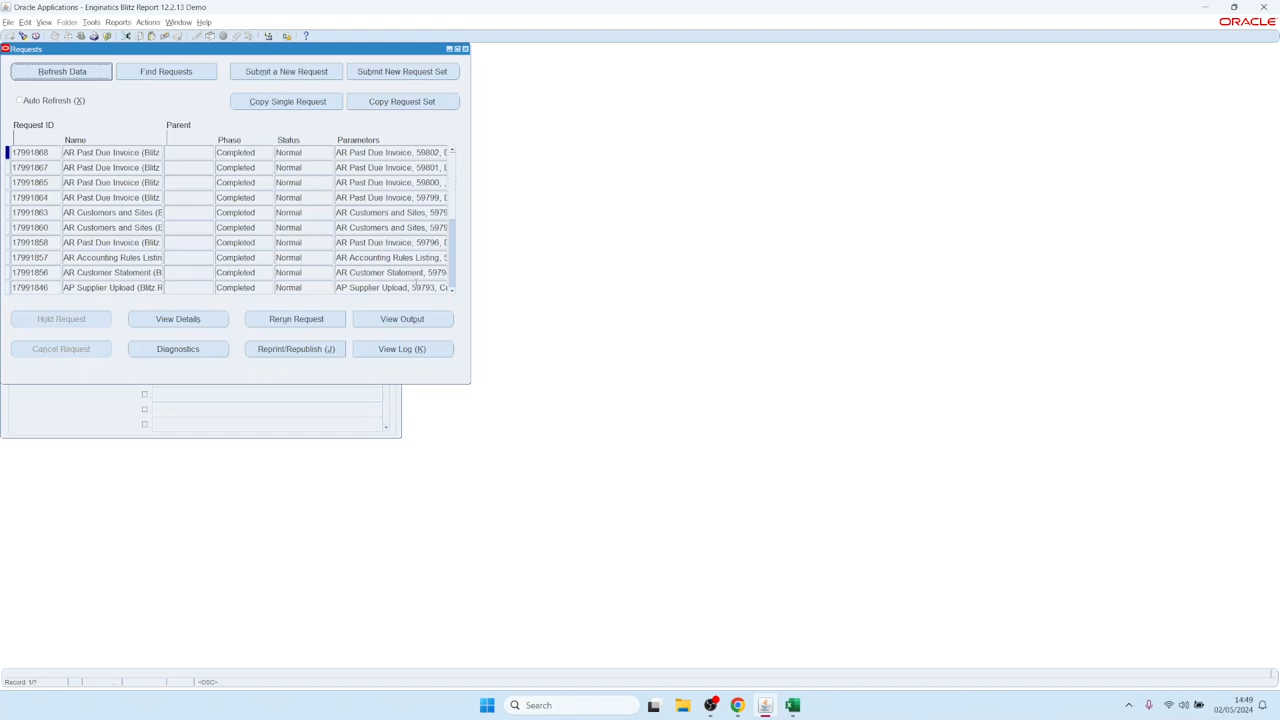 Oracle Applications - Enginatics Blitz Report 12.2.13 Demo
File Edit View Folder Tools Reports Actions Window Help
ORACLE
Requests
Refresh Data Find Requests Submit a New Request Submit New Request Set
Auto Refresh (X) Copy Single Request Copy Request Set
Request ID Parent
Name Phase Status Parameters
17991868 AR Past Due Invoice (Blitz Completed Normal AR Past Due Invoice, 59802,
17991867 AR Past Due Invoice (Blitz Completed Normal AR Past Due Invoice, 59801,
17991865 AR Past Due Invoice (Blitz Completed Normal AR Past Due Invoice, 59800, ,
17991864 AR Past Due Invoice (Blitz Completed Normal AR Past Due Invoice, 59799,
17991863 AR Customers and Sites ( Completed Normal AR Customers and Sites, 5979
17991860 AR Customers and Sites ( Completed Normal AR Customers and Sites, 5979
17991858 AR Past Due Invoice (Blitz Completed Normal AR Past Due Invoice, 59796,
17991857 AR Accounting Rules Listin Completed Normal AR Accounting Rules Listing,
17991856 AR Customer Statement (B Completed Normal AR Customer Statement, 5979
17991846 AP Supplier Upload (Blitz R Completed Normal AP Supplier Upload, 59793,
Hold Request View Details Rerun Request View Output
Cancel Request Diagnostics Reprint/Republish (J) View Log (K)
Record: 1/? ... <OSC>
Search
14:49
02/05/2024